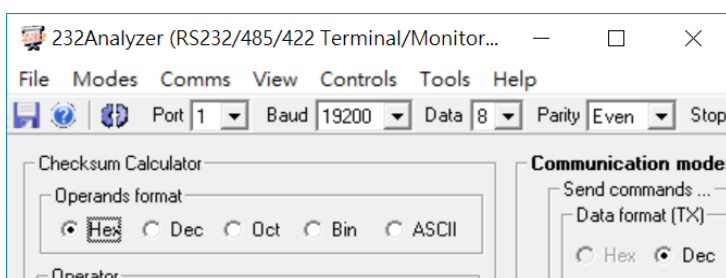 232Analyzer (RS232/485/422 Terminal/Monitor...
File Modes Comms View Controls Tools Help
Port 1 Baud 19200 Data 8 Parity Even Stop
Checksum Calculator
Communication mode
Operands format
Send commands ...
Data format (TX)
Hex Dec Oct Bin ASCII
Hex Dec
Operator